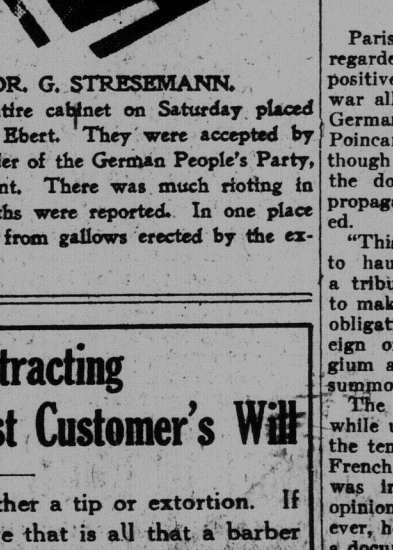 DR. G. STRESEMANN.
tire cabinet on Saturday placed
Ebert. They were accepted by
er of the German People's Party,
nt. There was much rioting in
hs were reported. In one place
from gallows erected by the ex-
tracting
st Customer's Will
her a tip or extortion. If
e that is all that a barber
Paris
regarde
positive
war all
German
Poincar
though
the do
propaga
ed.
"This
to hau
a tribu
to mak
obligat
eign o
gium a
summo
The
while u
the ten
French
was in
opinion
ever, h
a docu